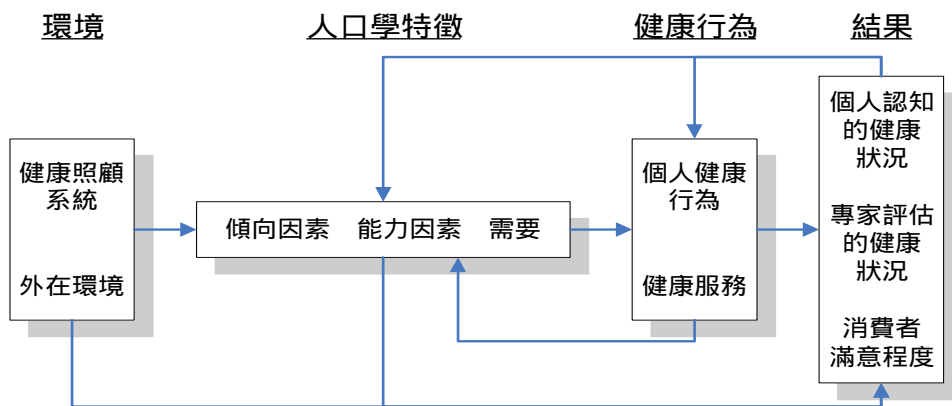 環境
人口學特徵
健康行為
結果
健康照顧
系統
外在環境
傾向因素 能力因素 需要
個人健康
行為
健康服務
個人認知
的健康
狀況
專家評估
的健康
狀況
消費者
滿意程度